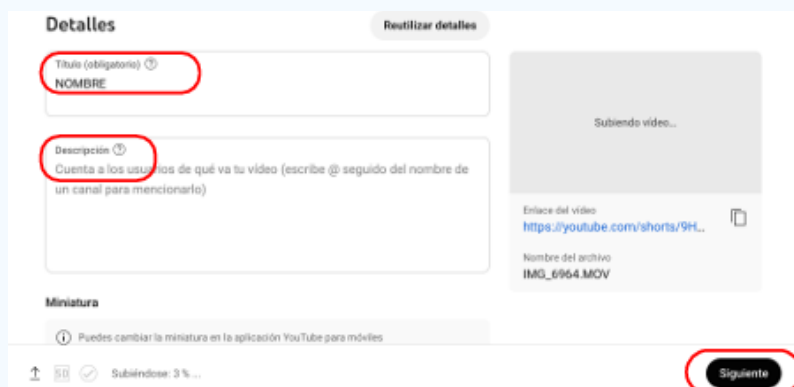 Detalles
Reutilizar detalles
Título (obligatorio) ?
NOMBRE
Descripción ?
Cuenta a los usuarios de qué va tu vídeo (escribe @ seguido del nombre de
un canal para mencionarlo)
Subiendo vídeo...
Enlace del vídeo
https://youtube.com/shorts/9H...
Nombre del archivo
IMG_6964.MOV
Miniatura
Puedes cambiar la miniatura en la aplicación YouTube para móviles
SD
Subiéndose: 3 % ...
Siguiente